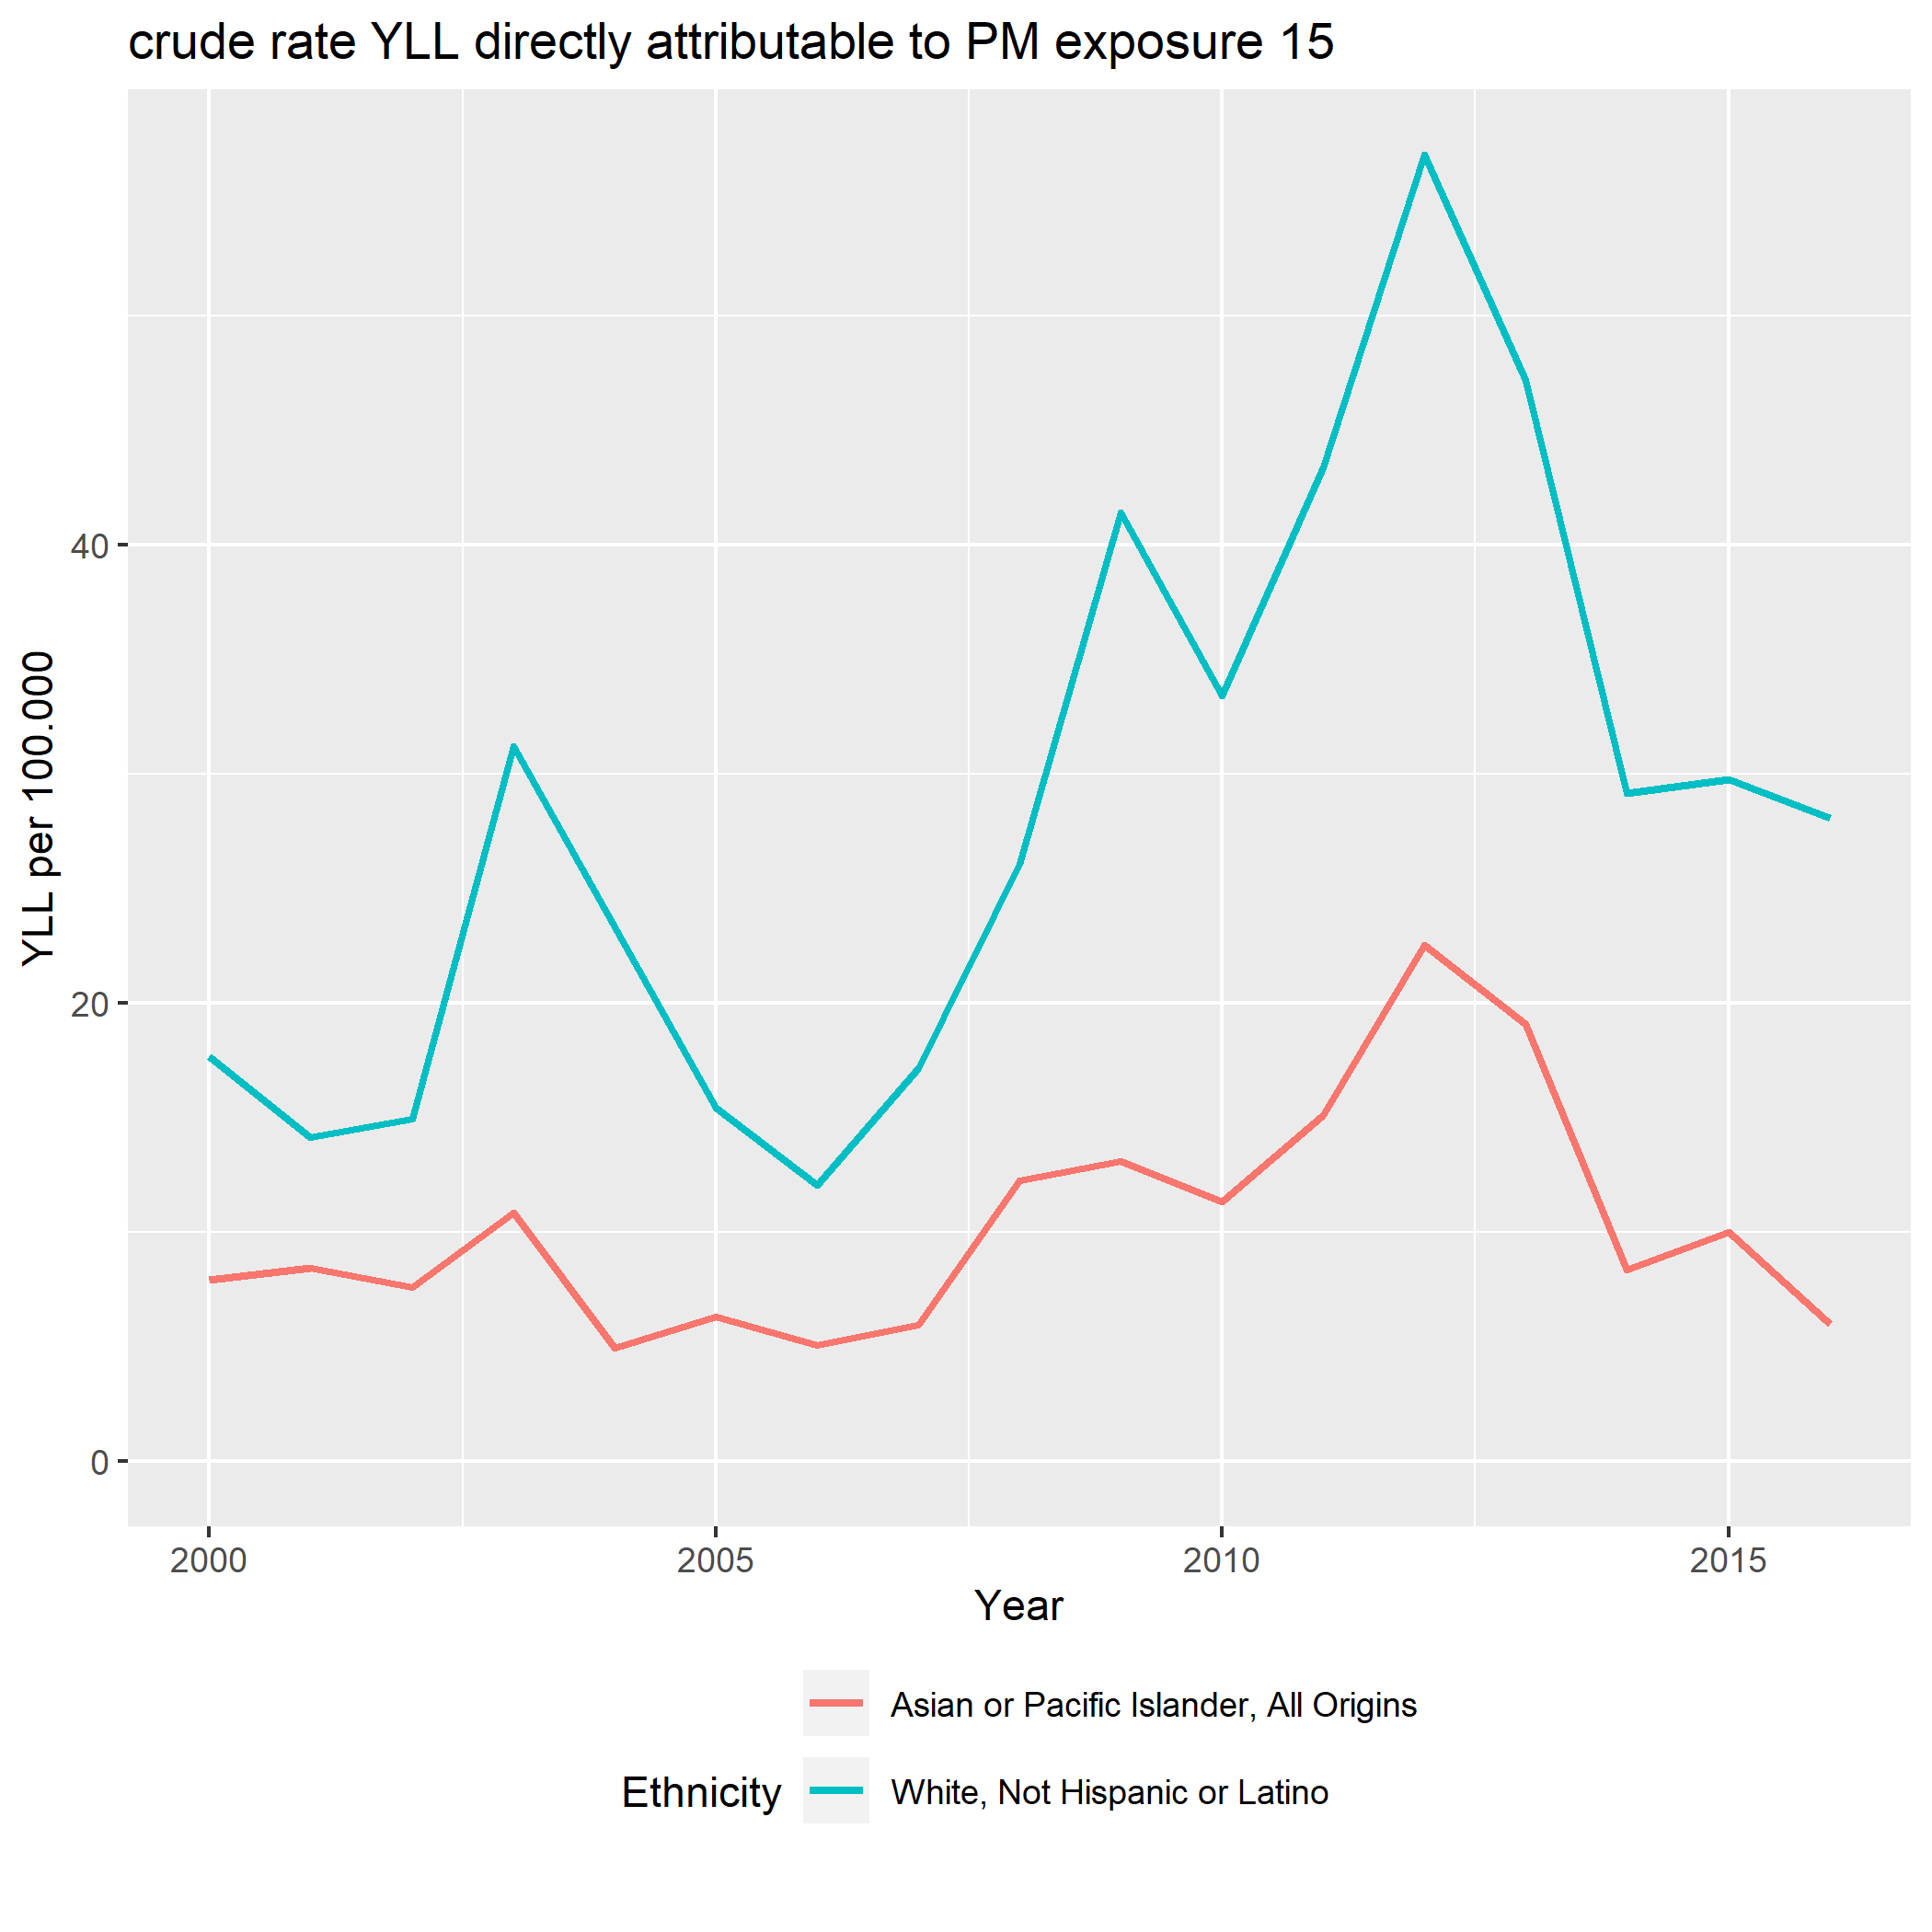 crude rate YLL directly attributable to PM exposure 15
YLL per 100.000
40
20
0
2000 2005 2010 2015
Year
Ethnicity
Asian or Pacific Islander, All Origins
White, Not Hispanic or Latino